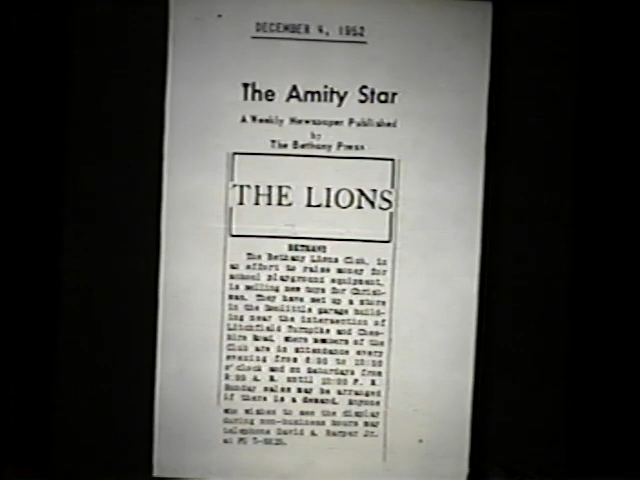 DECEMBER 4, 1952
The Amity Star
A Weekly Newspaper Published
by
The Bethany Press
THE LIONS
BETHANY
The Bethany Lions Club, in
an effort to raise money for
school playground equipment,
is selling new toys for Christ-
mas. They have set up a store
in the Doolittle garage build-
ing near the intersection of
Litchfield Turnpike and Ches-
hire Road, where members of the
Club are in attendance every
evening from 6:30 to
o'clock and on Saturdays from
9:00 A. M. until 10:00 P. M.
Sunday sales may be arranged
if there is a demand. Anyone
who wishes to see the display
during non-business hours may
telephone David A. Harper Jr.
at